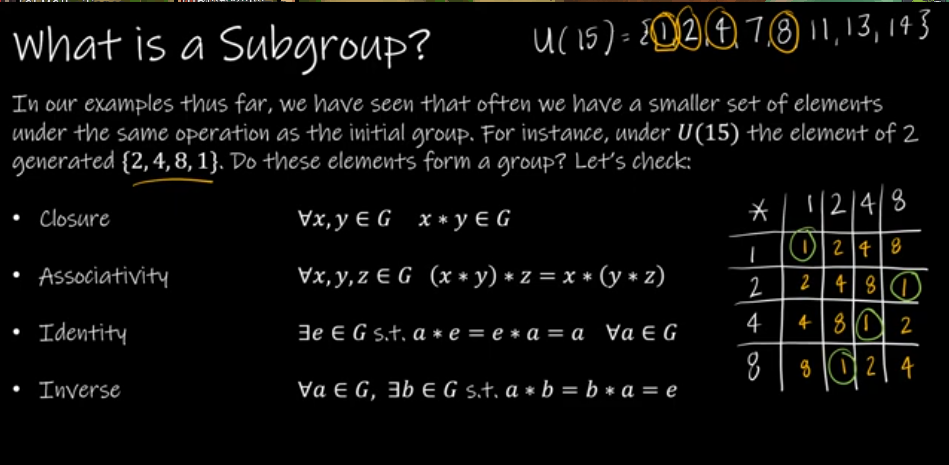 What is a Subgroup?
U(15) = {1, 2, 4, 7, 8, 11, 13, 14}
In our examples thus far, we have seen that often we have a smaller set of elements
under the same operation as the initial group. For instance, under U(15) the element of 2
generated {2, 4, 8, 1}. Do these elements form a group? Let's check:
• Closure ∀x, y ∈ G x ∗ y ∈ G
• Associativity ∀x, y, z ∈ G (x ∗ y) ∗ z = x ∗ (y ∗ z)
• Identity ∃e ∈ G s.t. a ∗ e = e ∗ a = a ∀a ∈ G
• Inverse ∀a ∈ G, ∃b ∈ G s.t. a ∗ b = b ∗ a = e
* 1 2 4 8
1 1 2 4 8
2 2 4 8 1
4 4 8 1 2
8 8 1 2 4